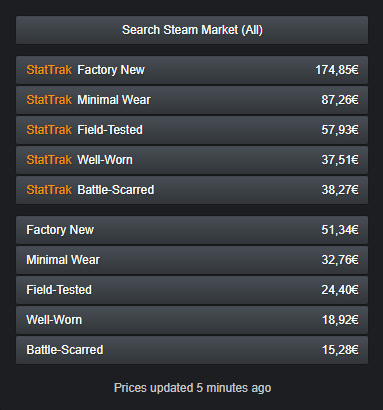 Search Steam Market (All)
StatTrak Factory New 174,85€
StatTrak Minimal Wear 87,26€
StatTrak Field-Tested 57,93€
StatTrak Well-Worn 37,51€
StatTrak Battle-Scarred 38,27€
Factory New 51,34€
Minimal Wear 32,76€
Field-Tested 24,40€
Well-Worn 18,92€
Battle-Scarred 15,28€
Prices updated 5 minutes ago